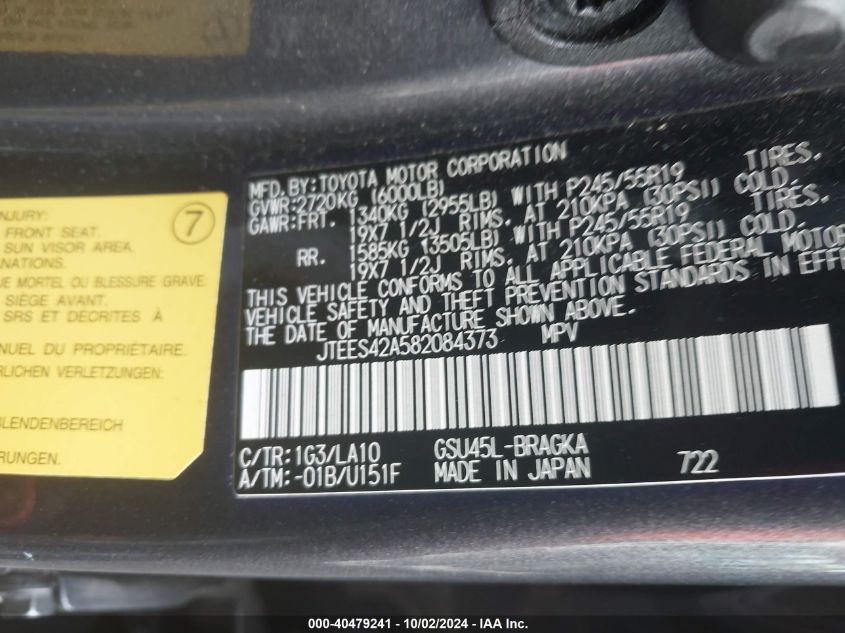 MFD. BY: TOYOTA MOTOR CORPORATION
GVWR: 2720KG (6000LB)
GAWR: FRT. 1340KG (2955LB) WITH P245/55R19 TIRES.
19X7 1/2J RIMS. AT 210KPA (30PSI) COLD.
RR. 1585KG (3505LB) WITH P245/55R19 TIRES.
19X7 1/2J RIMS. AT 210KPA (30PSI) COLD.
THIS VEHICLE CONFORMS TO ALL APPLICABLE FEDERAL MOTOR
VEHICLE SAFETY AND THEFT PREVENTION STANDARDS IN EFFE
THE DATE OF MANUFACTURE SHOWN ABOVE.
JTEES42A582084373 MPV
C/TR: 1G3/LA10 GSU45L-BRAGKA
A/TM: -01B/U151F MADE IN JAPAN 722
7
INJURY:
FRONT SEAT.
SUN VISOR AREA.
NATIONS.
UE MORTEL OU BLESSURE GRAVE:
SIÈGE AVANT.
SRS ET DÉCRITES À
NUEL DU PROPRIÉTAIRE.
RLICHEN VERLETZUNGEN
BLENDENBEREICH
RUNGEN.
000-40479241 - 10/02/2024 - IAA Inc.